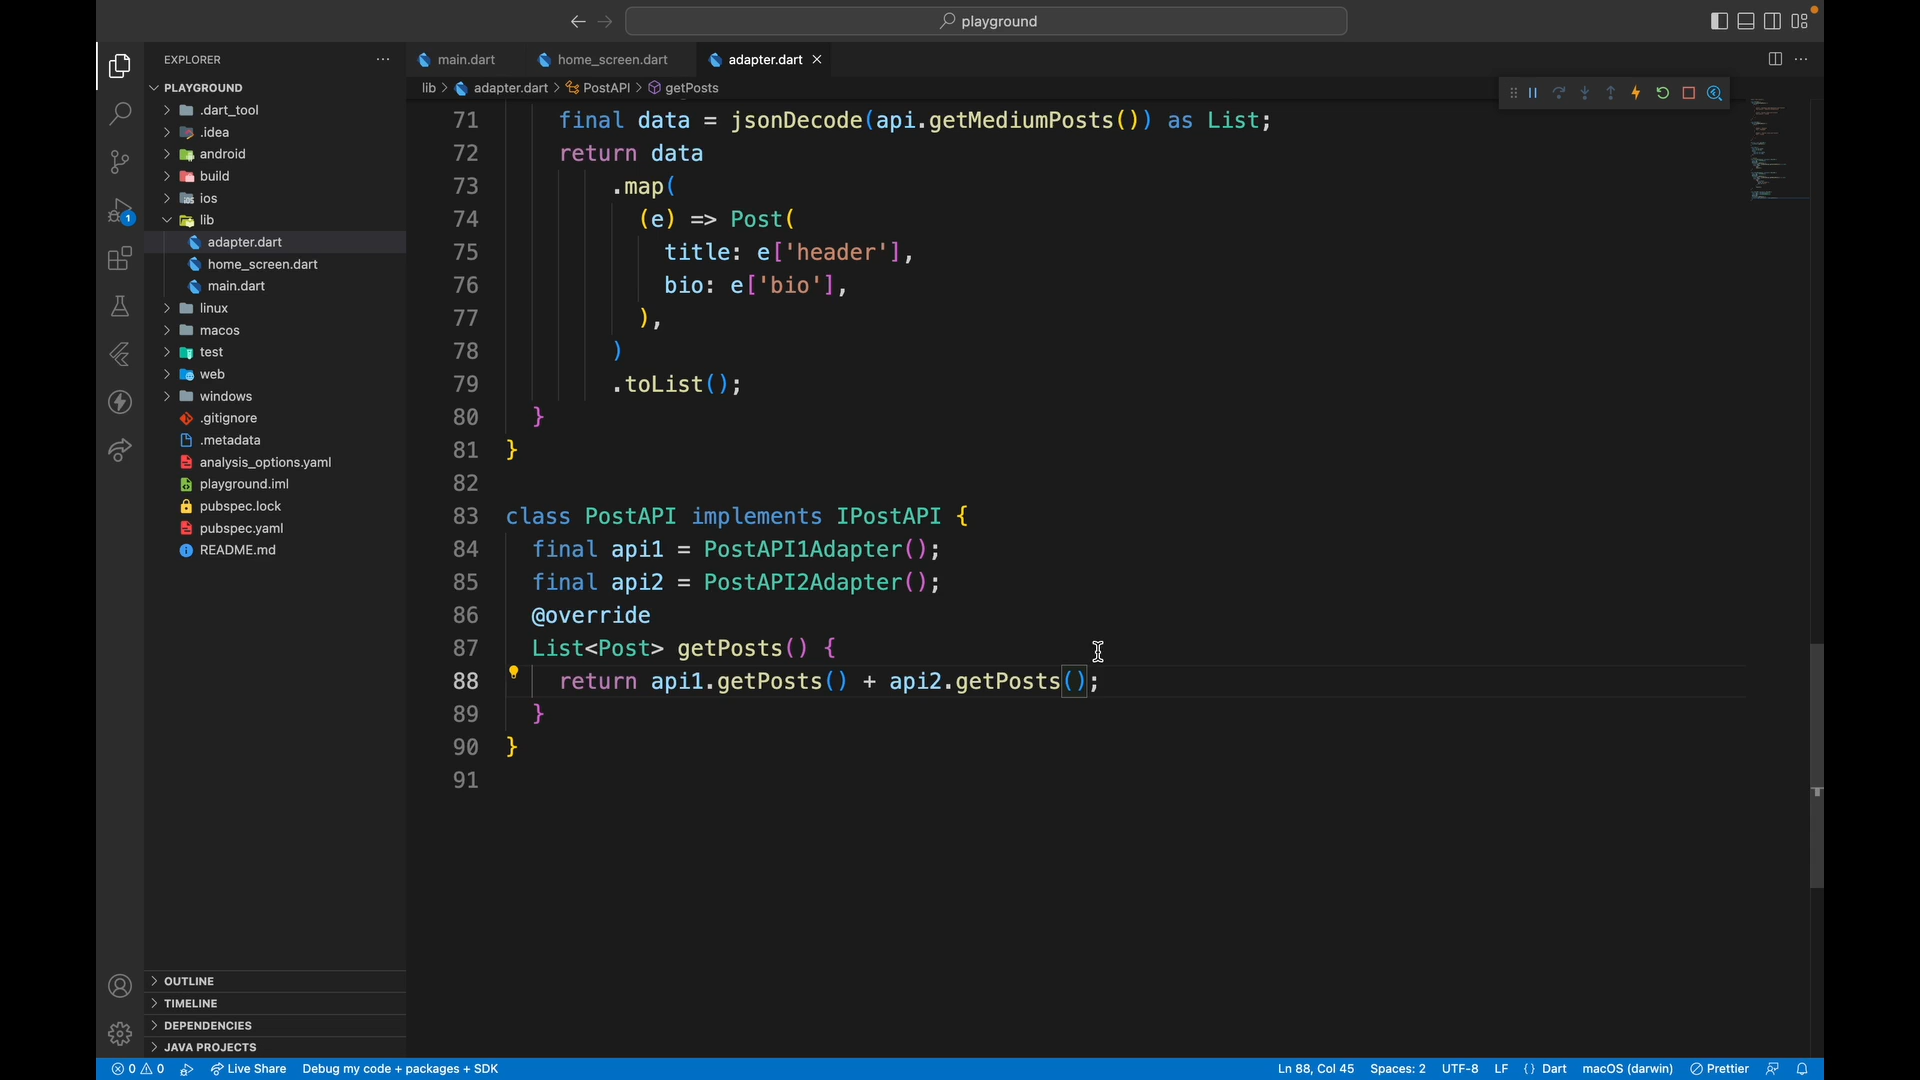 playground
EXPLORER
main.dart
home_screen.dart
adapter.dart
PLAYGROUND
lib > adapter.dart > PostAPI > getPosts
.dart_tool
.idea
android
build
ios
lib
adapter.dart
home_screen.dart
main.dart
linux
macos
test
web
windows
.gitignore
.metadata
analysis_options.yaml
playground.iml
pubspec.lock
pubspec.yaml
README.md
OUTLINE
TIMELINE
DEPENDENCIES
JAVA PROJECTS
1
71 final data = jsonDecode(api.getMediumPosts()) as List;
72 return data
73 .map(
74 (e) => Post(
75 title: e['header'],
76 bio: e['bio'],
77 ),
78 )
79 .toList();
80 }
81 }
82
83 class PostAPI implements IPostAPI {
84 final api1 = PostAPI1Adapter();
85 final api2 = PostAPI2Adapter();
86 @override
87 List<Post> getPosts() {
88 return api1.getPosts() + api2.getPosts();
89 }
90 }
91
0 0 Live Share Debug my code + packages + SDK Ln 88, Col 45 Spaces: 2 UTF-8 LF {} Dart macOS (darwin) Prettier